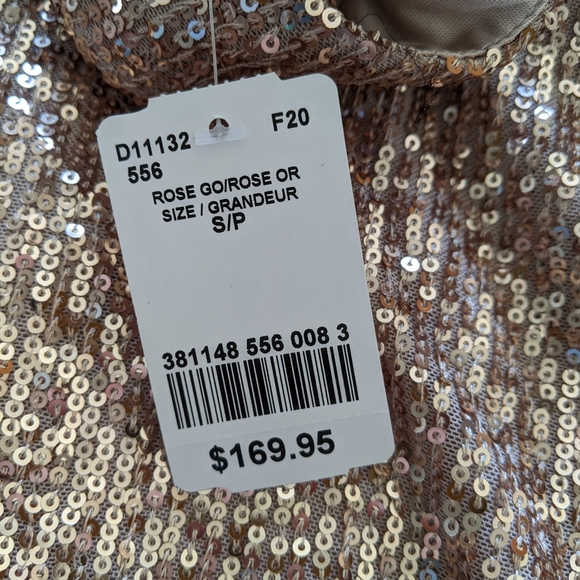 D11132 F20
556
ROSE GO/ROSE OR
SIZE / GRANDEUR
S/P
381148 556 008 3
$169.95